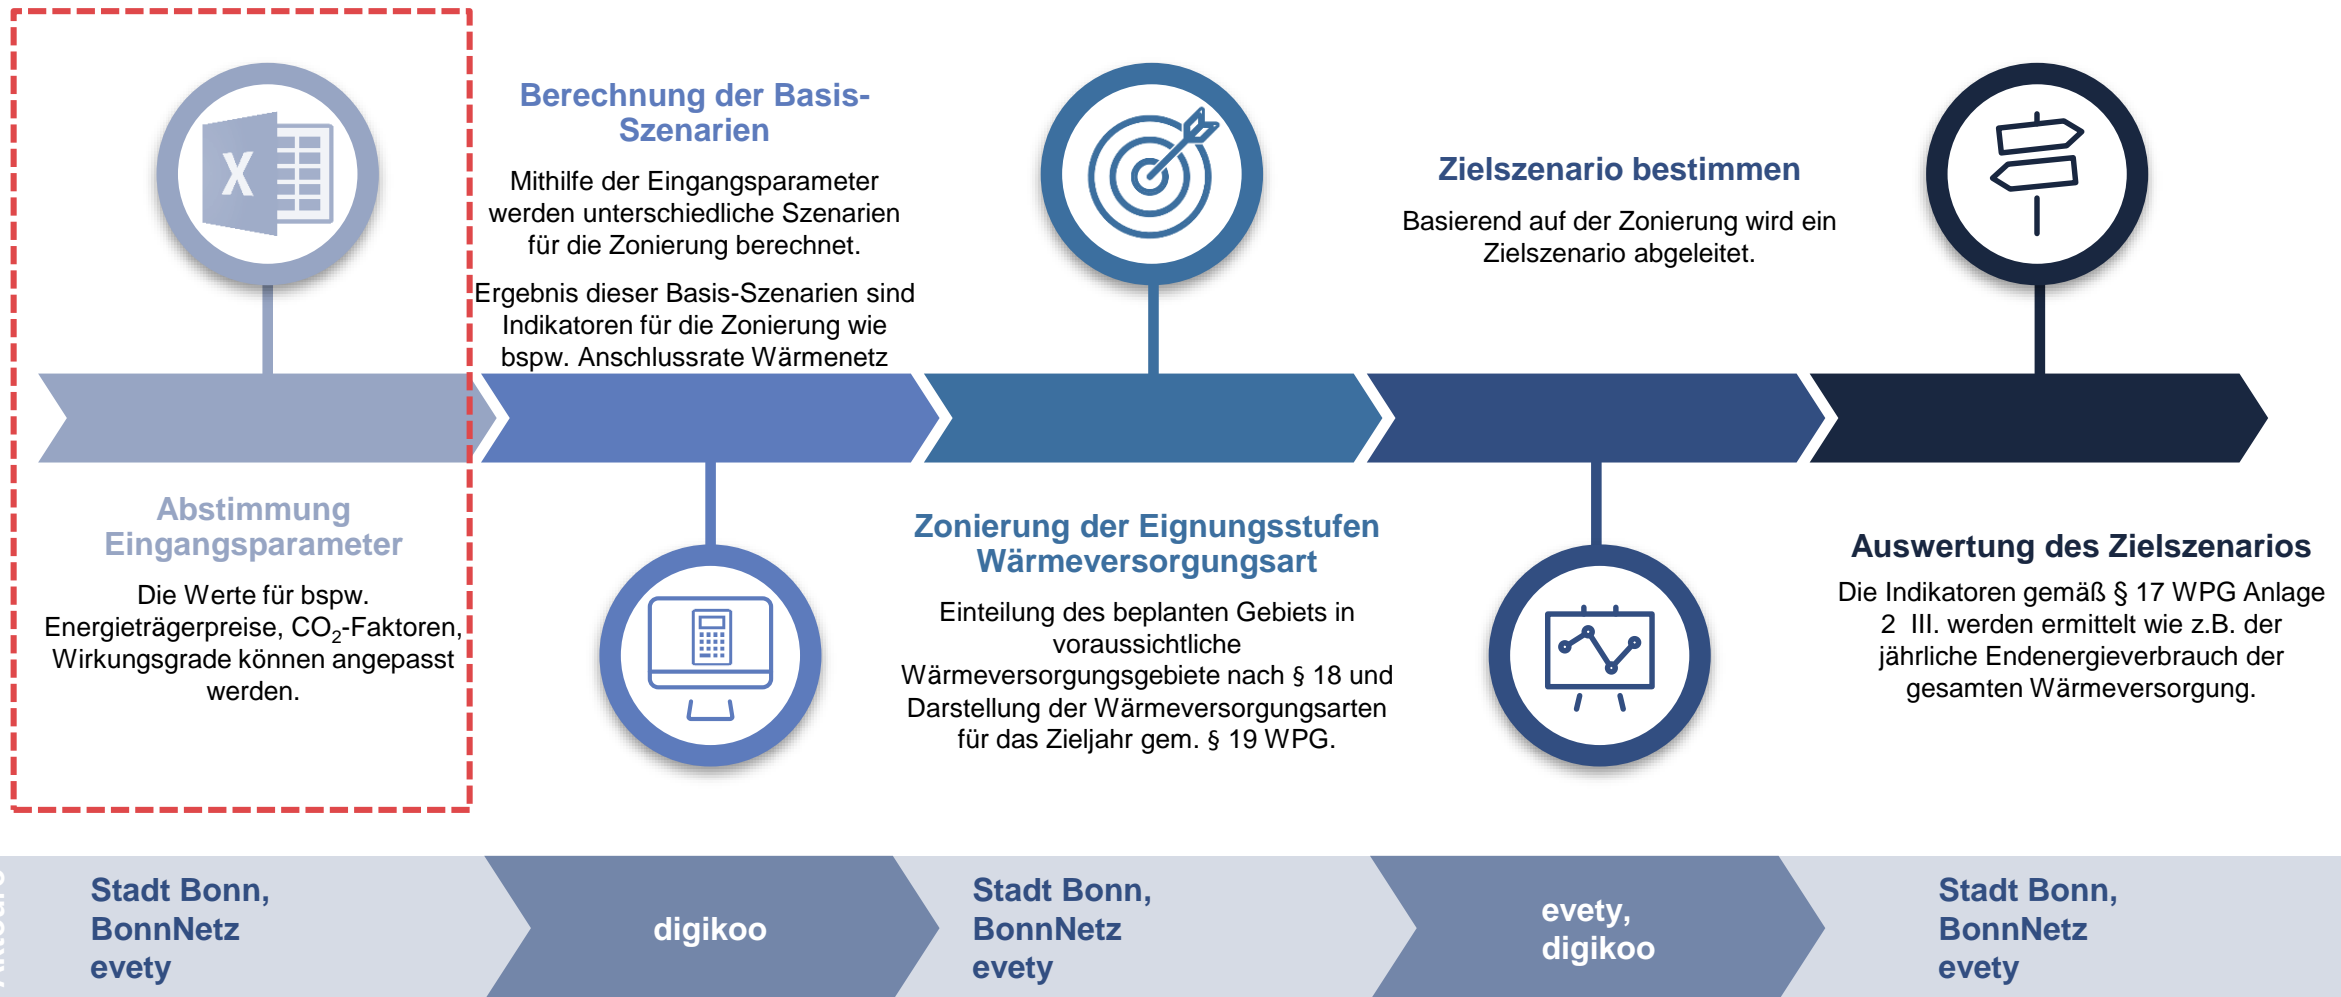 X
Abstimmung
Eingangsparameter
Die Werte für bspw.
Energieträgerpreise, CO₂-Faktoren,
Wirkungsgrade können angepasst
werden.
Berechnung der Basis-
Szenarien
Mithilfe der Eingangsparameter
werden unterschiedliche Szenarien
für die Zonierung berechnet.
Ergebnis dieser Basis-Szenarien sind
Indikatoren für die Zonierung wie
bspw. Anschlussrate Wärmenetz
Zonierung der Eignungsstufen
Wärmeversorgungsart
Einteilung des beplanten Gebiets in
voraussichtliche
Wärmeversorgungsgebiete nach § 18 und
Darstellung der Wärmeversorgungsarten
für das Zieljahr gem. § 19 WPG.
Zielszenario bestimmen
Basierend auf der Zonierung wird ein
Zielszenario abgeleitet.
Auswertung des Zielszenarios
Die Indikatoren gemäß § 17 WPG Anlage
2 III. werden ermittelt wie z.B. der
jährliche Endenergieverbrauch der
gesamten Wärmeversorgung.
Stadt Bonn,
BonnNetz
evety
digikoo
Stadt Bonn,
BonnNetz
evety
evety,
digikoo
Stadt Bonn,
BonnNetz
evety